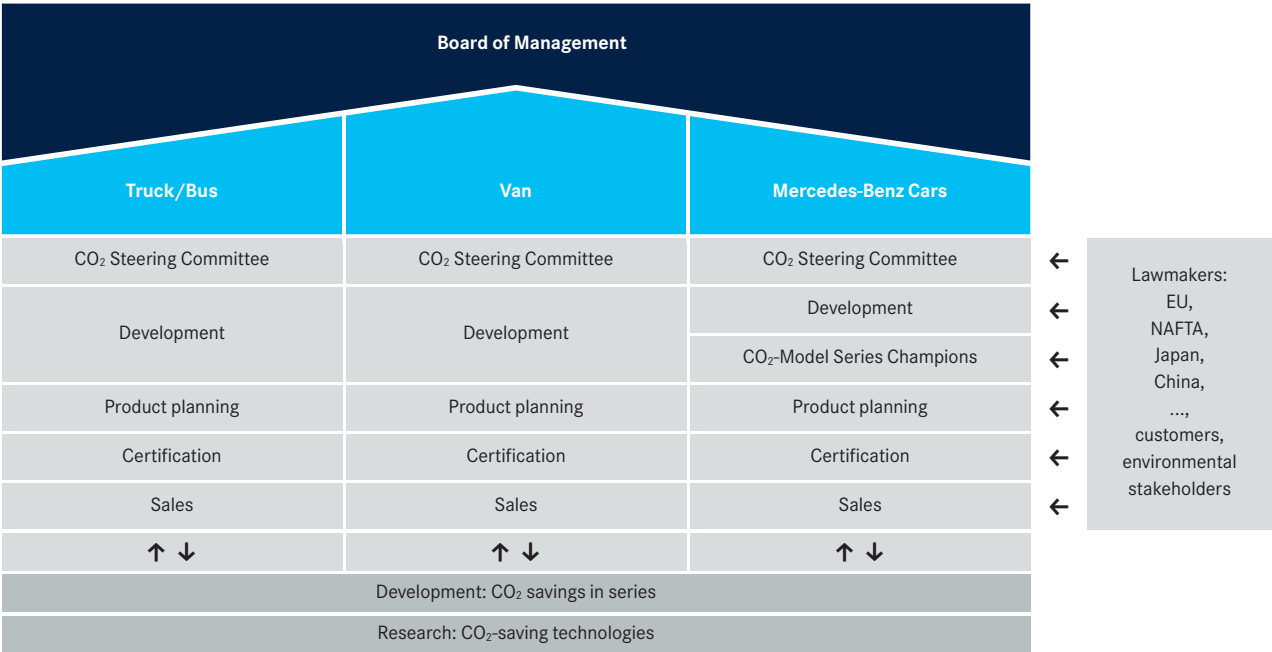 Board of Management
Truck/Bus
Van
Mercedes-Benz Cars
CO₂ Steering Committee
CO₂ Steering Committee
CO₂ Steering Committee
Development
Development
Development
CO₂-Model Series Champions
Product planning
Product planning
Product planning
Certification
Certification
Certification
Sales
Sales
Sales
Development: CO₂ savings in series
Research: CO₂-saving technologies
Lawmakers:
EU,
NAFTA,
Japan,
China,
...,
customers,
environmental
stakeholders